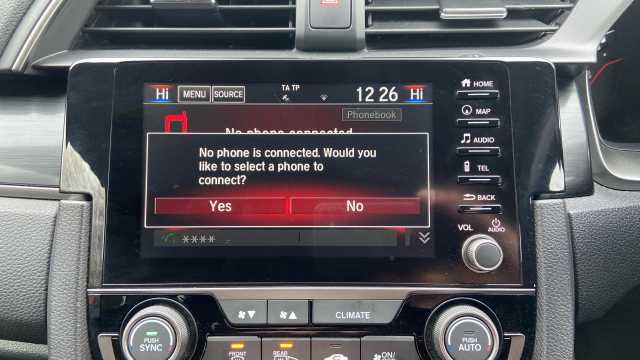 Hi MENU SOURCE TA TP 12 26 Hi
Phonebook
No phone connected
No phone is connected. Would you
like to select a phone to
connect?
Yes No
****
HOME
MAP
AUDIO
TEL
BACK
VOL AUDIO
CLIMATE
PUSH
SYNC
FRONT
REAR
ON/
PUSH
AUTO